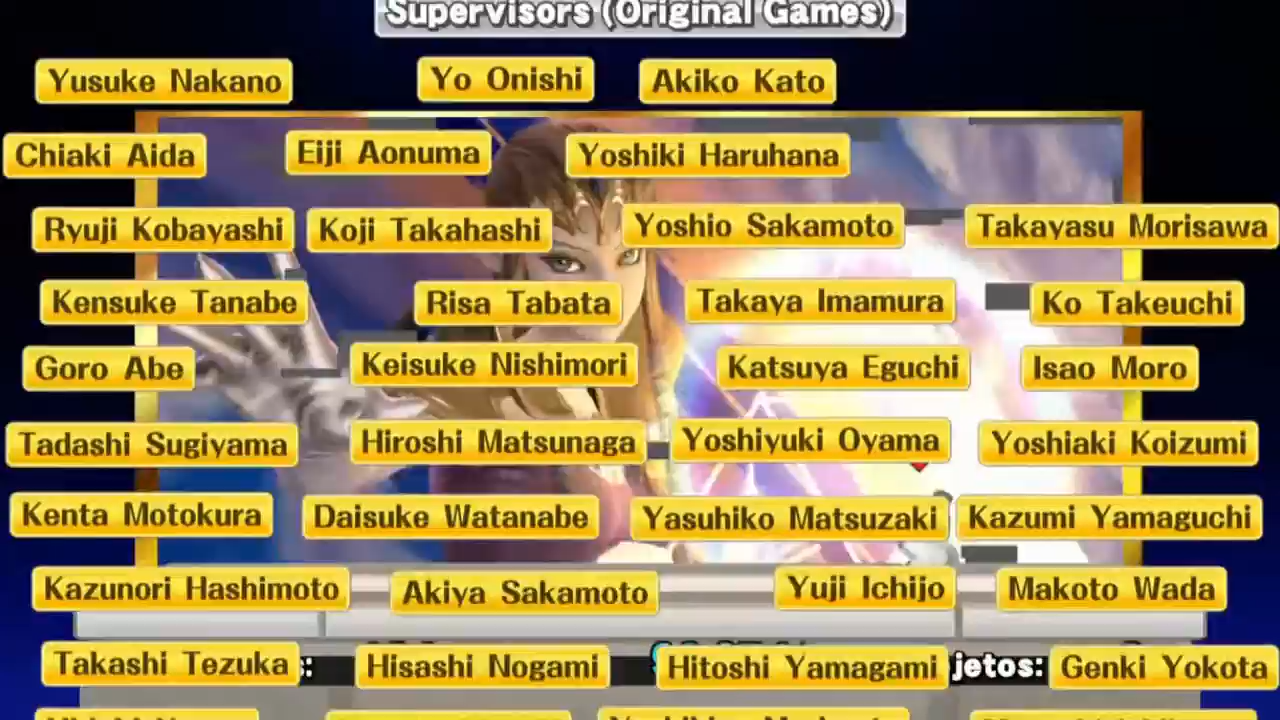 Supervisors (Original Games)
Yusuke Nakano Yo Onishi Akiko Kato
Chiaki Aida Eiji Aonuma Yoshiki Haruhana
Ryuji Kobayashi Koji Takahashi Yoshio Sakamoto Takayasu Morisawa
Kensuke Tanabe Risa Tabata Takaya Imamura Ko Takeuchi
Goro Abe Keisuke Nishimori Katsuya Eguchi Isao Moro
Tadashi Sugiyama Hiroshi Matsunaga Yoshiyuki Oyama Yoshiaki Koizumi
Kenta Motokura Daisuke Watanabe Yasuhiko Matsuzaki Kazumi Yamaguchi
Kazunori Hashimoto Akiya Sakamoto Yuji Ichijo Makoto Wada
Takashi Tezuka Hisashi Nogami Hitoshi Yamagami jetos: Genki Yokota